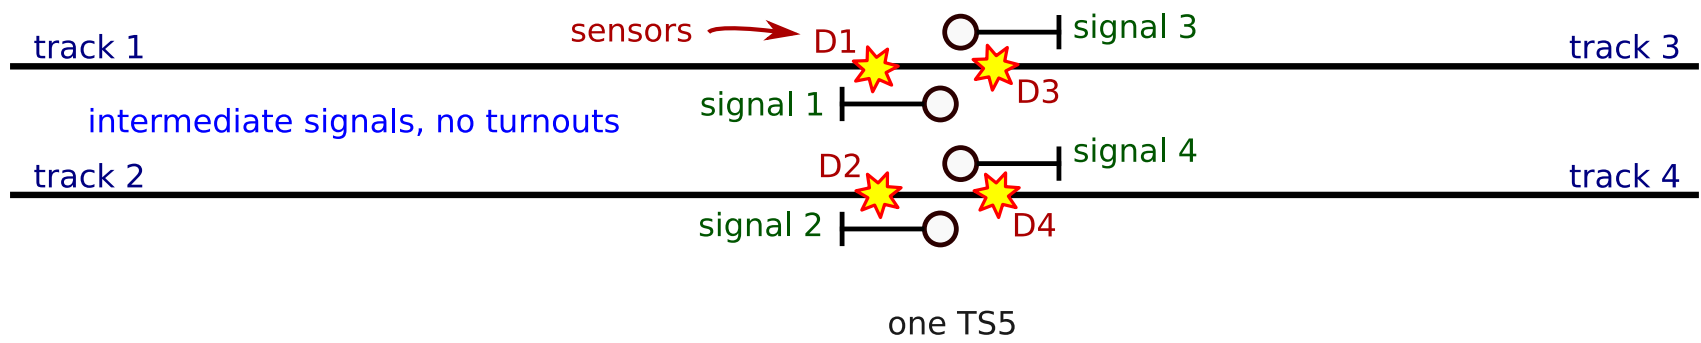 sensors
signal 3
D1
track 1
track 3
D3
signal 1
intermediate signals, no turnouts
signal 4
D2
track 2
track 4
signal 2
D4
one TS5